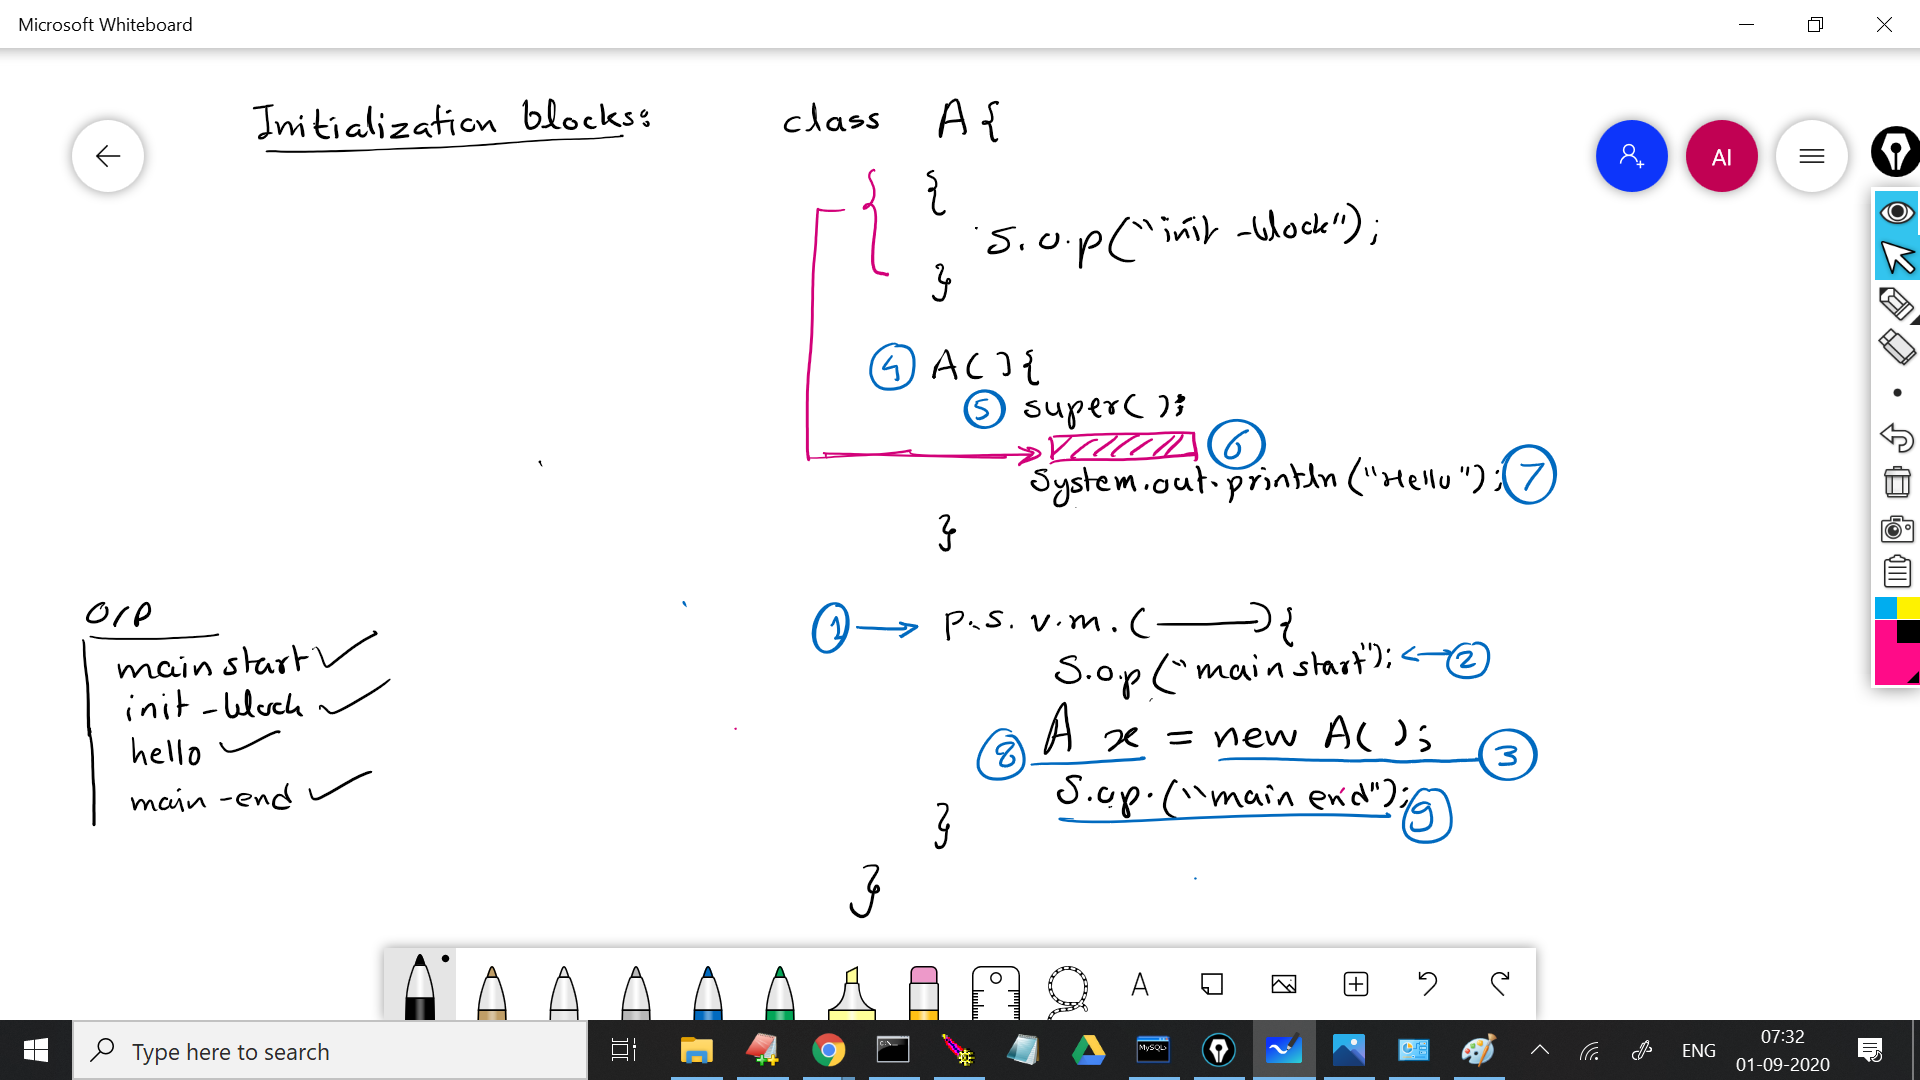 Microsoft Whiteboard
Initialization blocks:
class A {
{
S.o.p("init-block");
}
AI
④ A(){
⑤ super();
⑥
System.out.println("Hello"); ⑦
}
O/P
main start
init-block
hello
main-end
① p.s.v.m.( ){
S.o.p("main start"); ②
⑧ A x = new A(); ③
S.op.("main end"); ⑨
}
}
A
Type here to search
C:\
MySQL
ENG
07:32
01-09-2020